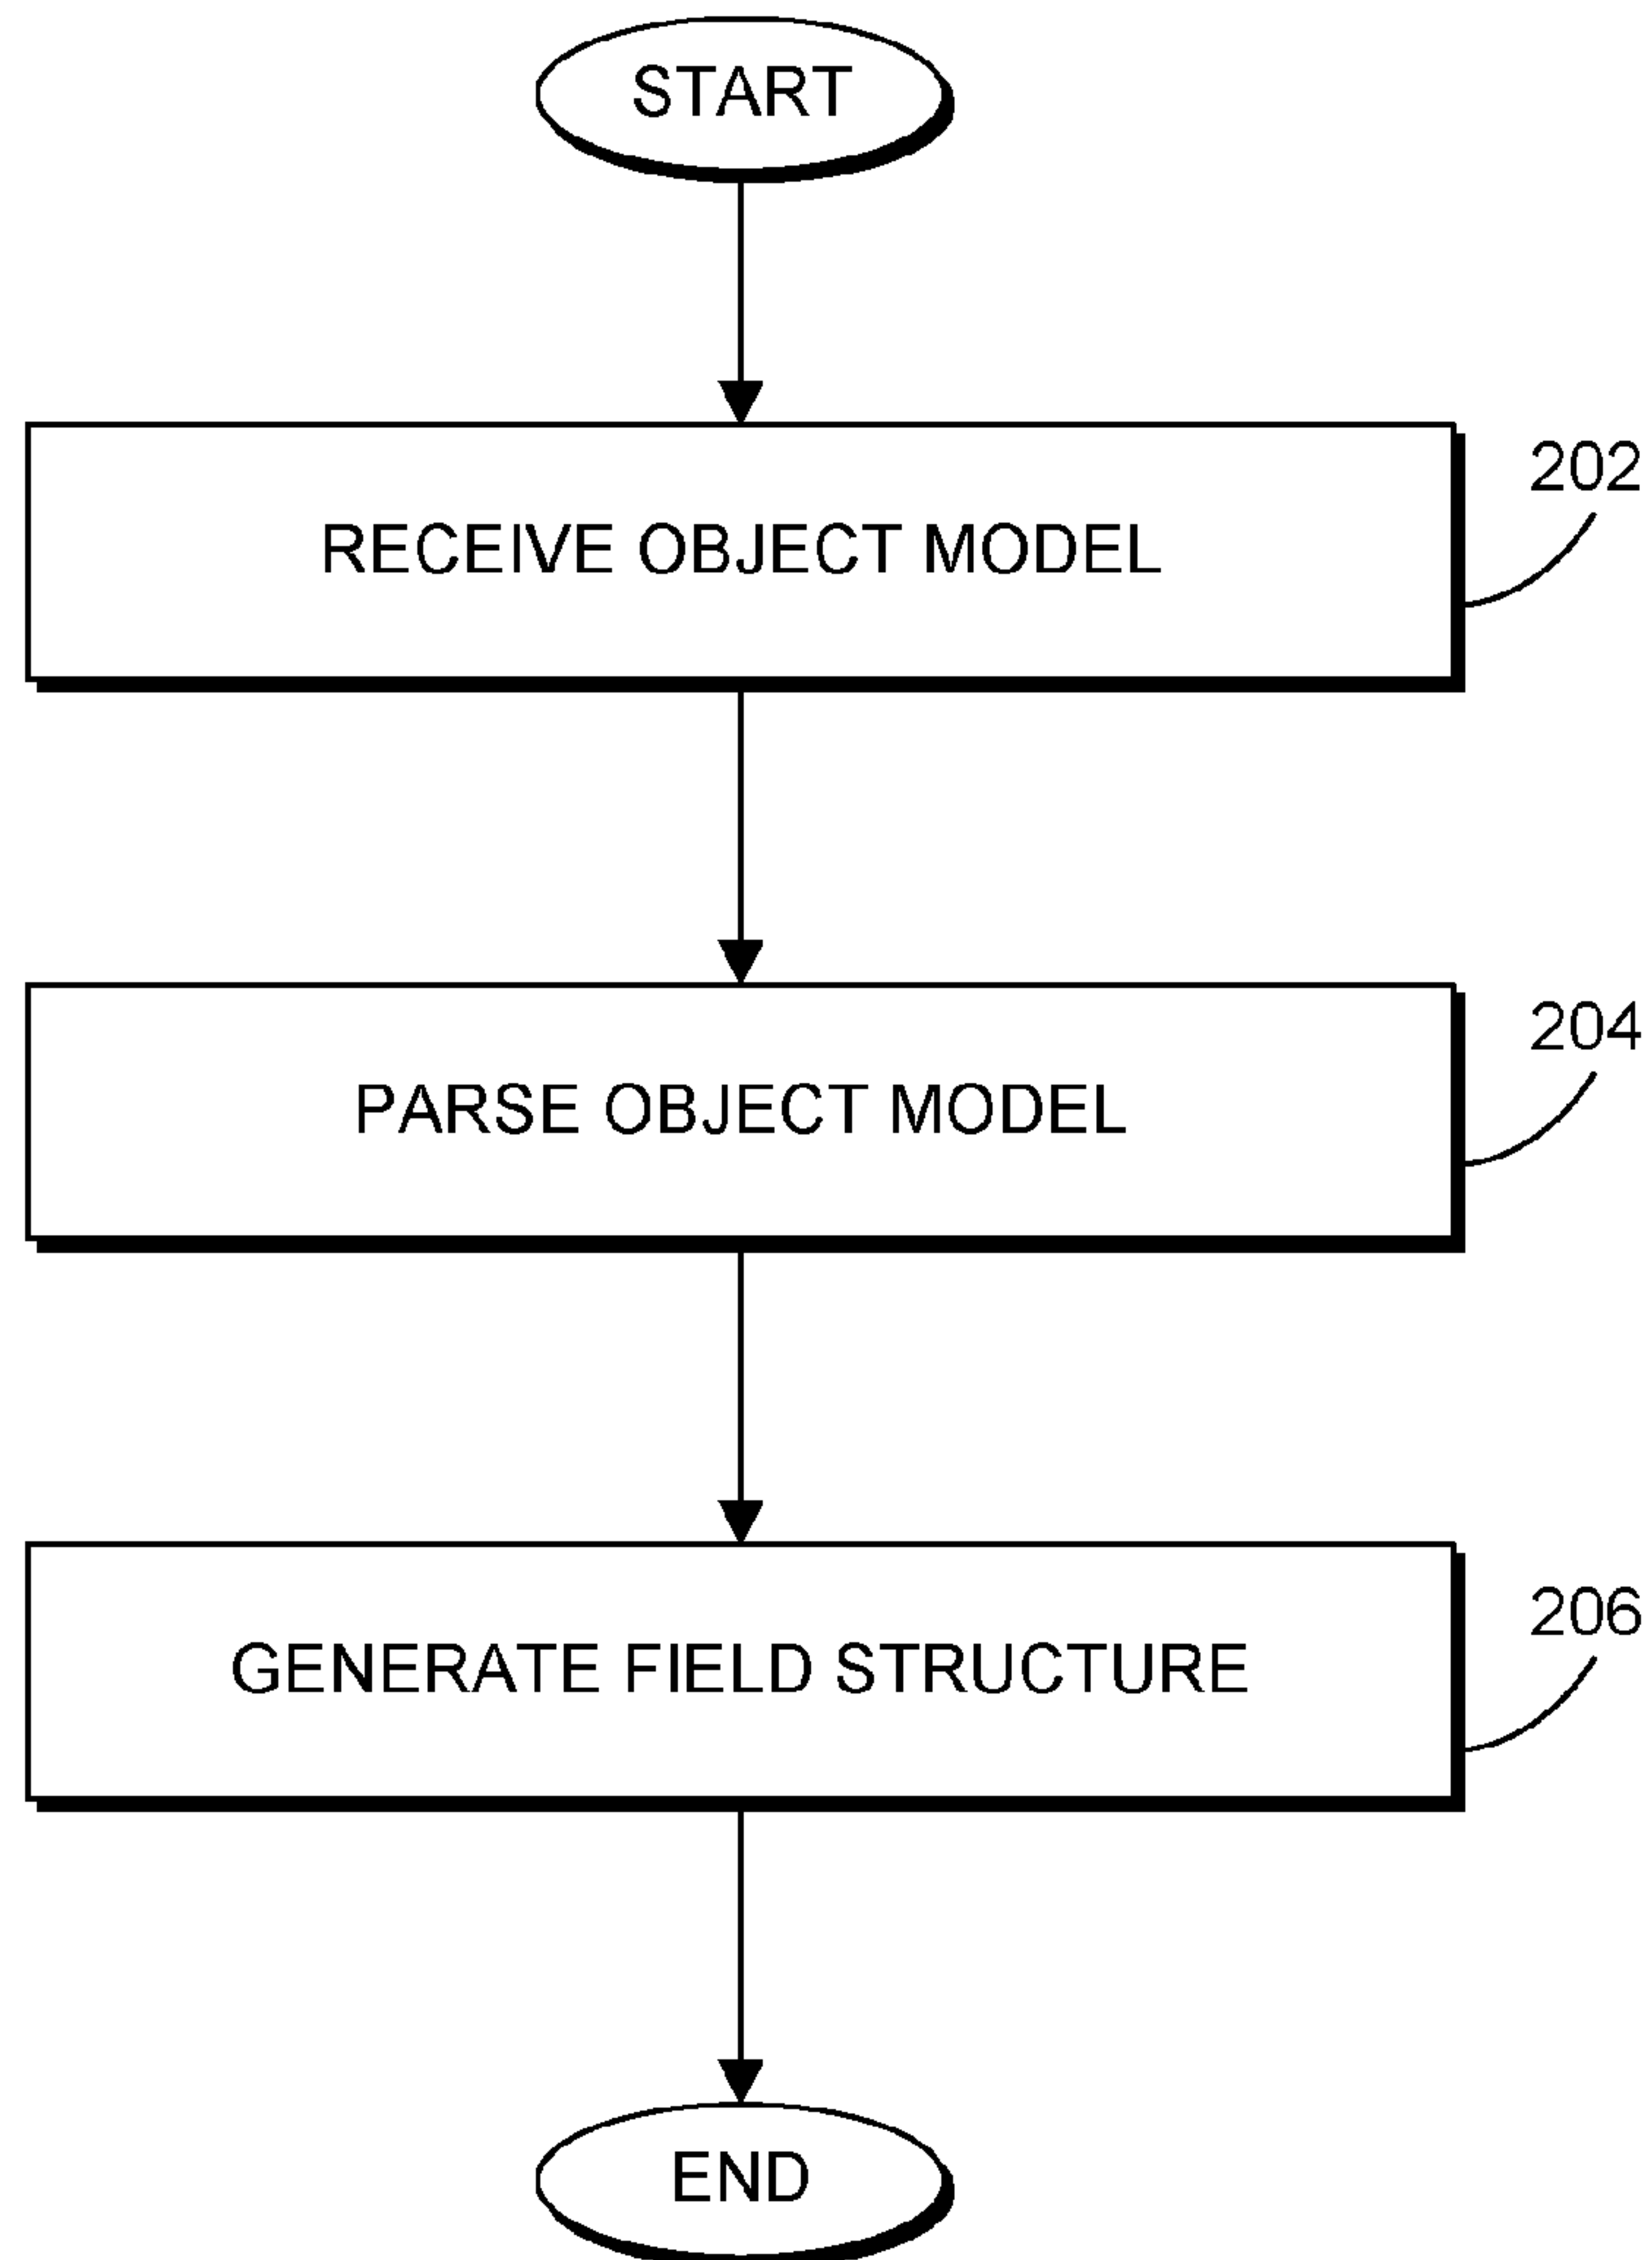 START
202
RECEIVE OBJECT MODEL
204
PARSE OBJECT MODEL
206
GENERATE FIELD STRUCTURE
END